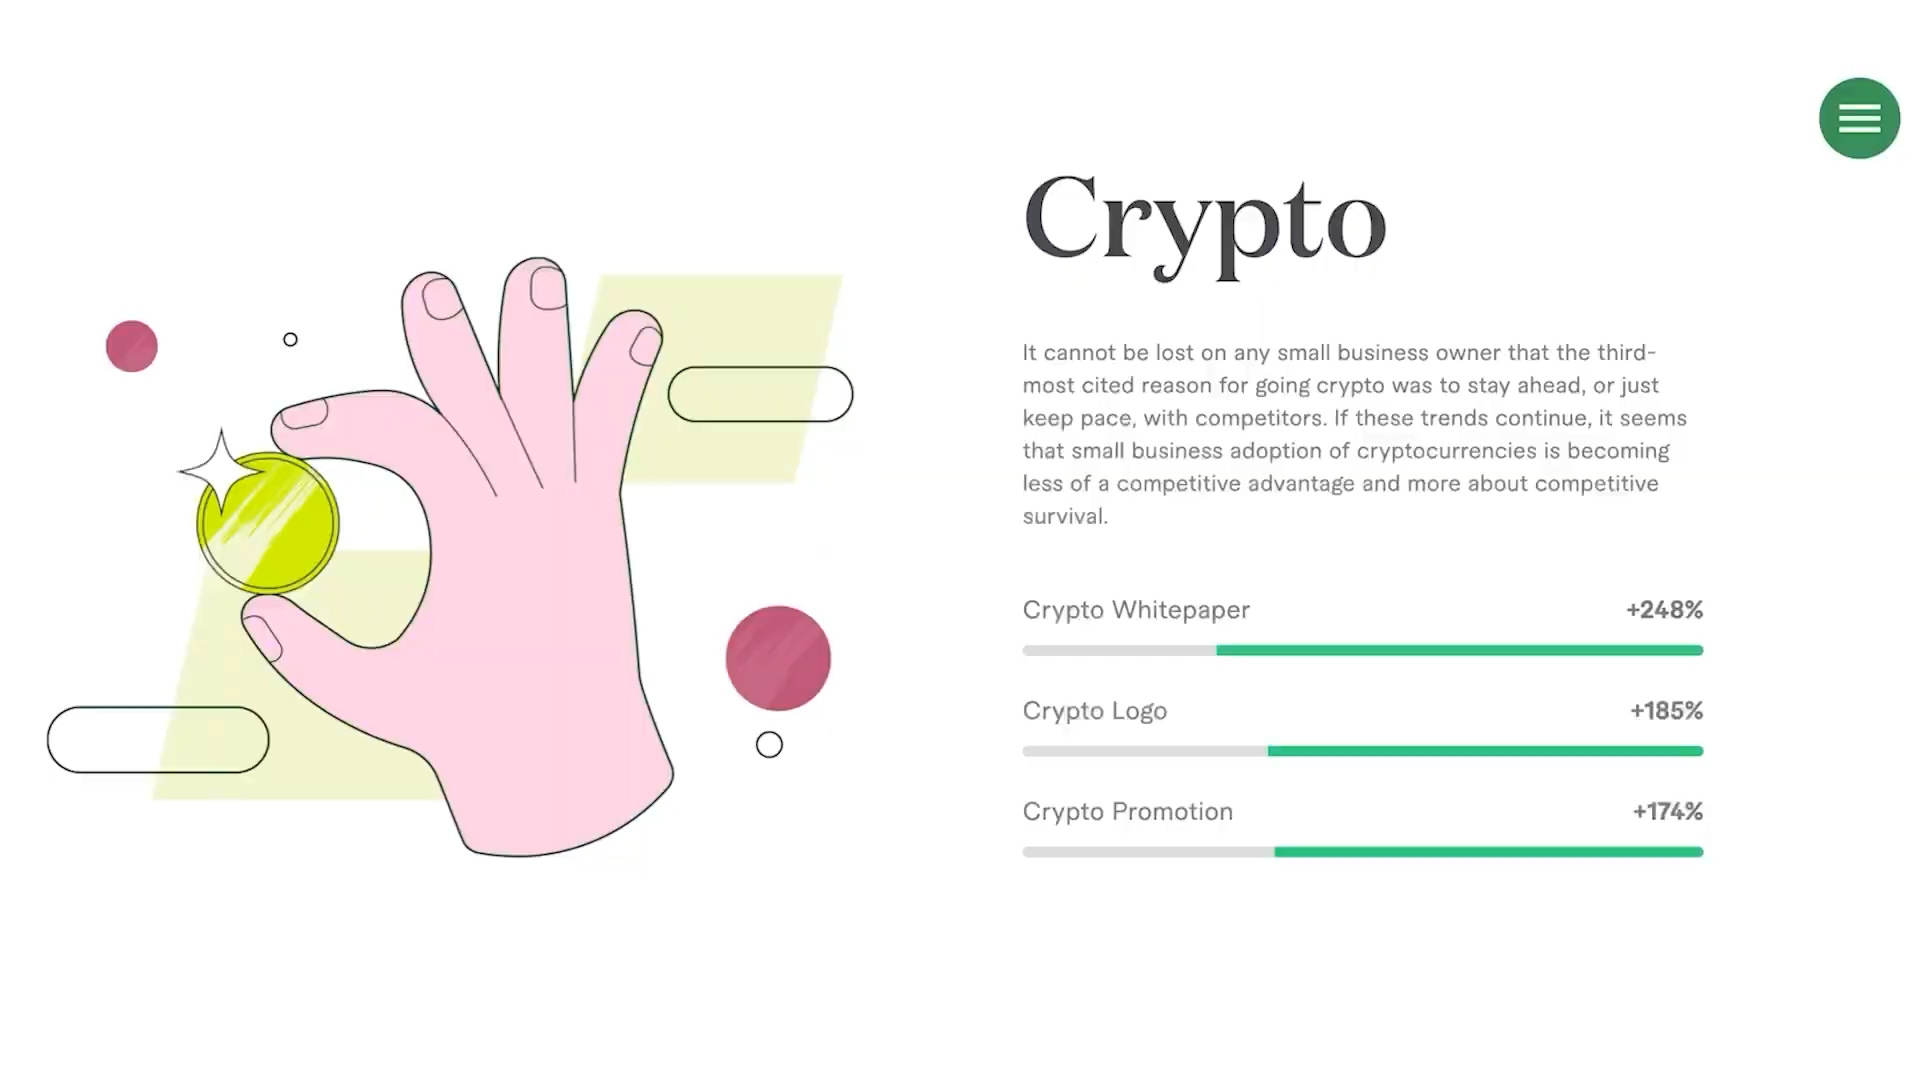 Crypto
It cannot be lost on any small business owner that the third-
most cited reason for going crypto was to stay ahead, or just
keep pace, with competitors. If these trends continue, it seems
that small business adoption of cryptocurrencies is becoming
less of a competitive advantage and more about competitive
survival.
Crypto Whitepaper +248%
Crypto Logo +185%
Crypto Promotion +174%